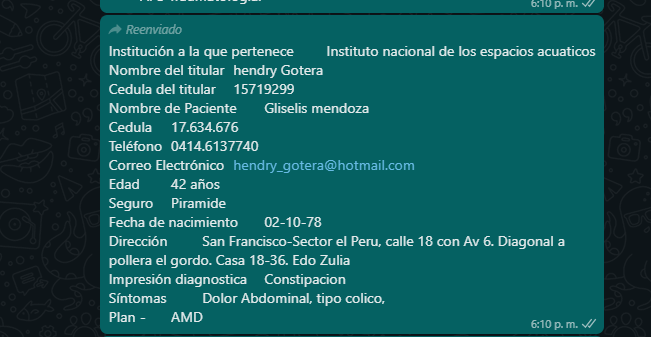 6:10 p. m.
Reenviado
Institución a la que pertenece Instituto nacional de los espacios acuaticos
Nombre del titular hendry Gotera
Cedula del titular 15719299
Nombre de Paciente Gliselis mendoza
Cedula 17.634.676
Teléfono 0414.6137740
Correo Electrónico hendry_gotera@hotmail.com
Edad 42 años
Seguro Piramide
Fecha de nacimiento 02-10-78
Dirección San Francisco-Sector el Peru, calle 18 con Av 6. Diagonal a
pollera el gordo. Casa 18-36. Edo Zulia
Impresión diagnostica Constipacion
Síntomas Dolor Abdominal, tipo colico,
Plan - AMD
6:10 p. m.